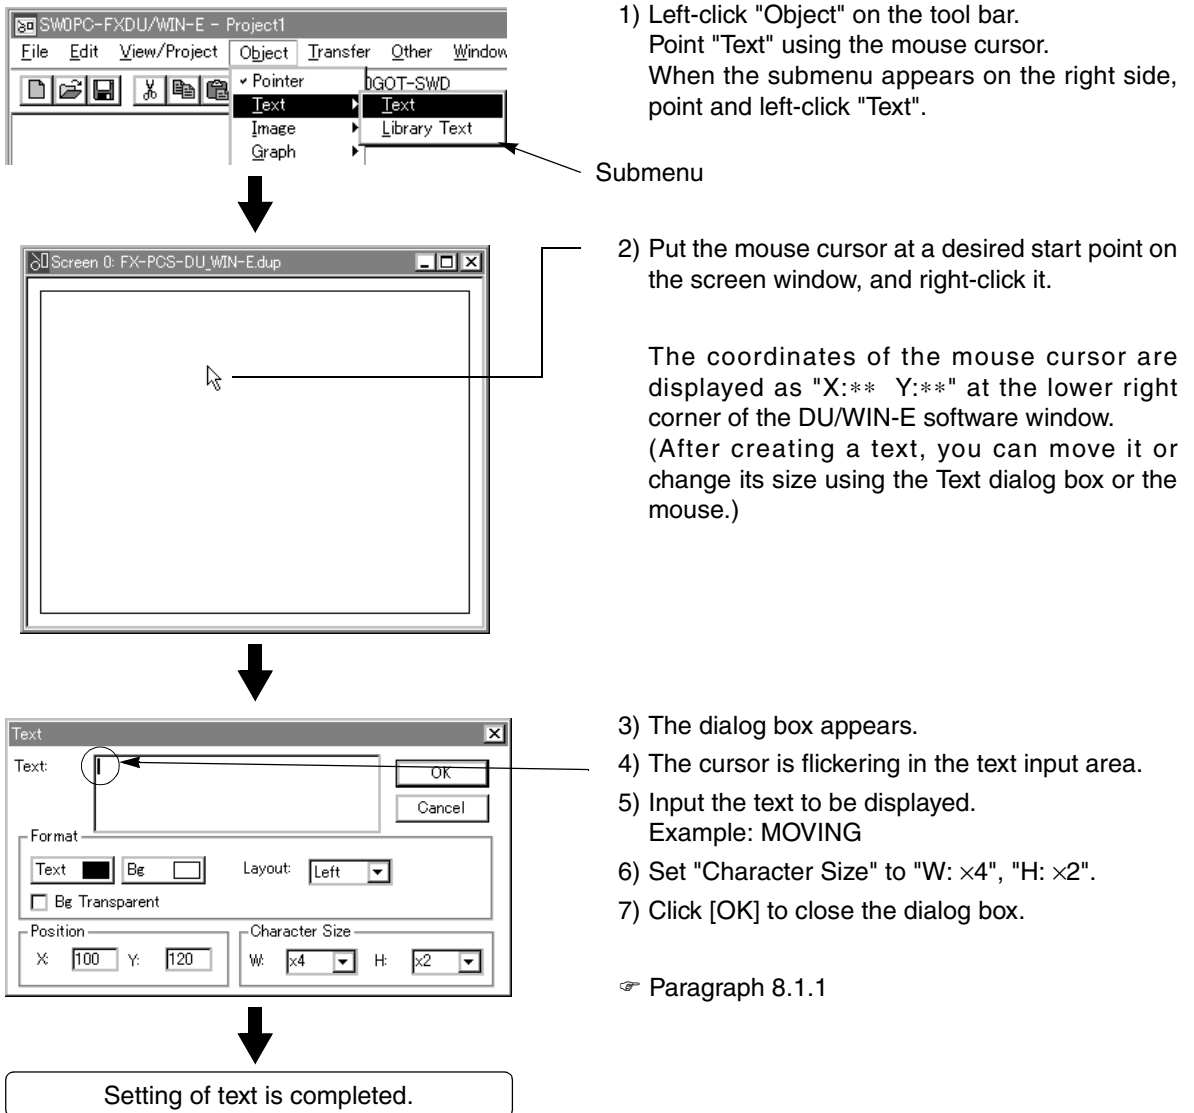 SW0PC-FXDU/WIN-E - Project1
File Edit View/Project Object Transfer Other Window
Pointer
Text
Image
Graph
0GOT-SWD
Text
Library Text
1) Left-click "Object" on the tool bar.
Point "Text" using the mouse cursor.
When the submenu appears on the right side,
point and left-click "Text".
Submenu
Screen 0: FX-PCS-DU_WIN-E.dup
2) Put the mouse cursor at a desired start point on
the screen window, and right-click it.
The coordinates of the mouse cursor are
displayed as "X:** Y:**" at the lower right
corner of the DU/WIN-E software window.
(After creating a text, you can move it or
change its size using the Text dialog box or the
mouse.)
Text
Text:
OK
Cancel
Format
Text Bg Layout: Left
Bg Transparent
Position
X: 100 Y: 120
Character Size
W: x4 H: x2
3) The dialog box appears.
4) The cursor is flickering in the text input area.
5) Input the text to be displayed.
Example: MOVING
6) Set "Character Size" to "W: ×4", "H: ×2".
7) Click [OK] to close the dialog box.
☞ Paragraph 8.1.1
Setting of text is completed.